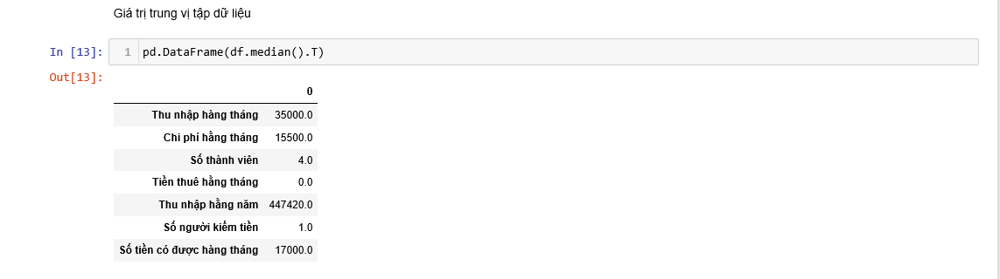 Giá trị trung vị tập dữ liệu
In [13]: 1 pd.DataFrame(df.median().T)
Out[13]:
0
Thu nhập hàng tháng 35000.0
Chi phí hằng tháng 15500.0
Số thành viên 4.0
Tiền thuê hằng tháng 0.0
Thu nhập hằng năm 447420.0
Số người kiếm tiền 1.0
Số tiền có được hàng tháng 17000.0